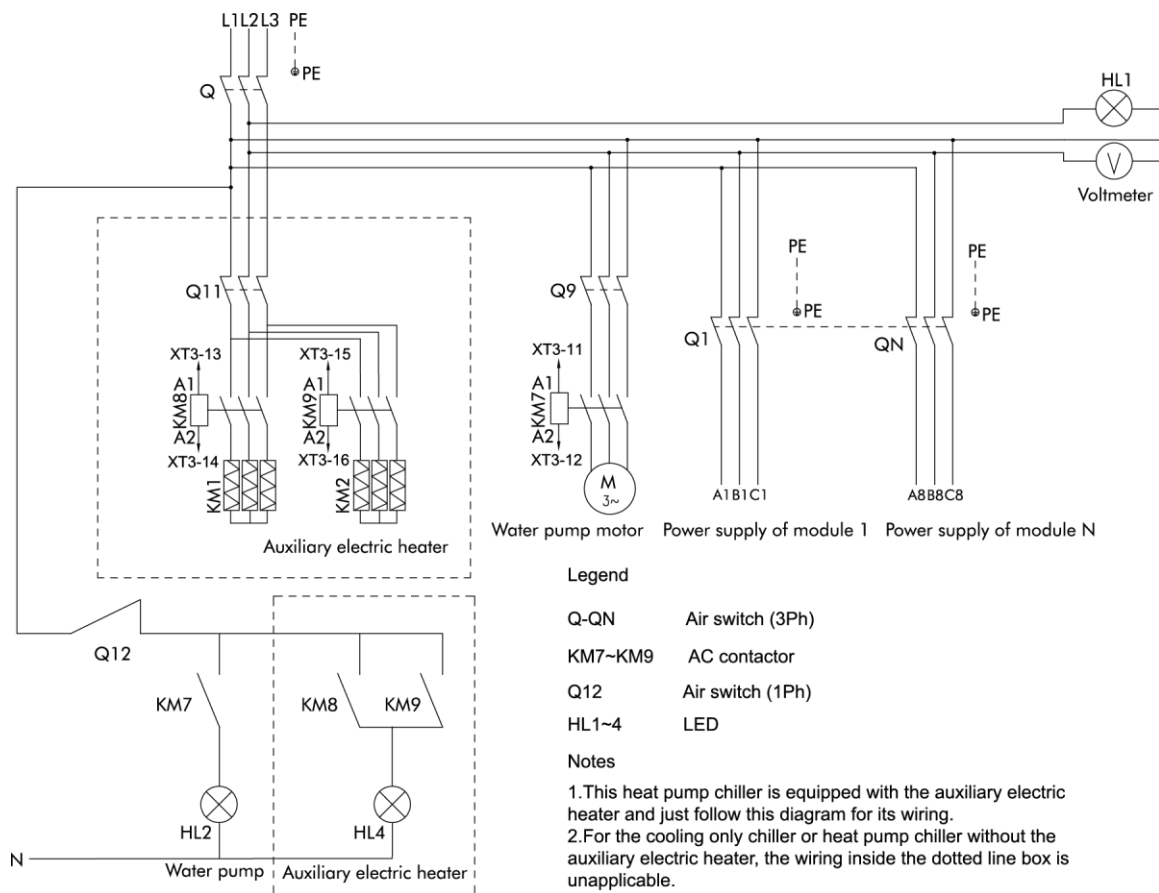 L1 L2 L3 PE
PE
Q
HL1
V
Voltmeter
PE
PE
PE
PE
Q11
Q9
Q1
QN
XT3-13
XT3-15
XT3-11
A1
KM8
A2
A1
KM9
A2
A1
KM7
A2
XT3-14
XT3-16
XT3-12
KM1
KM2
M
3~
A1B1C1
A8B8C8
Auxiliary electric heater
Water pump motor
Power supply of module 1
Power supply of module N
Q12
KM7
KM8
KM9
HL2
HL4
N
Water pump
Auxiliary electric heater
Legend
Q-QN Air switch (3Ph)
KM7~KM9 AC contactor
Q12 Air switch (1Ph)
HL1~4 LED
Notes
1.This heat pump chiller is equipped with the auxiliary electric
heater and just follow this diagram for its wiring.
2.For the cooling only chiller or heat pump chiller without the
auxiliary electric heater, the wiring inside the dotted line box is
unapplicable.